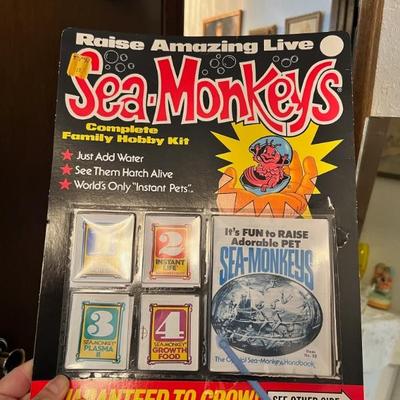 Raise Amazing Live
Sea-Monkeys®
Complete
Family Hobby Kit
★ Just Add Water
★ See Them Hatch Alive
★ World's Only "Instant Pets".
1
2
INSTANT
LIFE
3
SEA-MONKEY
PLASMA
4
SEA-MONKEY
GROWTH
FOOD
It's FUN to RAISE
Adorable PET
SEA-MONKEYS
The Official Sea-Monkey Handbook
GUARANTEED TO GROW!
SEE OTHER SIDE